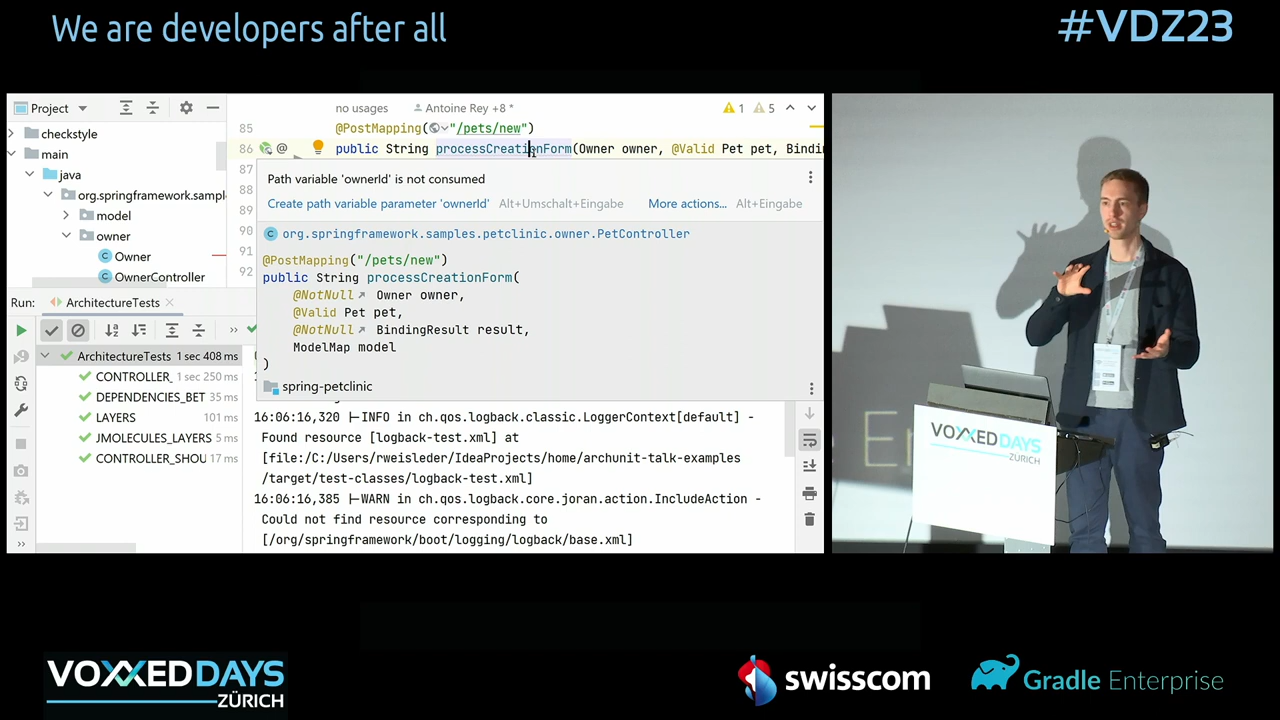 We are developers after all
#VDZ23
Project
no usages
Antoine Rey +8 *
1
5
checkstyle
main
java
org.springframework.sampl
model
owner
Owner
OwnerController
85
@PostMapping("/pets/new")
86
public String processCreationForm(Owner owner, @Valid Pet pet, Bindin
87
88
89
90
91
92
Path variable 'ownerId' is not consumed
Create path variable parameter 'ownerId'
Alt+Umschalt+Eingabe
More actions...
Alt+Eingabe
org.springframework.samples.petclinic.owner.PetController
@PostMapping("/pets/new")
public String processCreationForm(
@NotNull Owner owner,
@Valid Pet pet,
@NotNull BindingResult result,
ModelMap model
)
spring-petclinic
Run:
ArchitectureTests
ArchitectureTests 1 sec 408 ms
CONTROLLER_ 1 sec 250 ms
DEPENDENCIES_BET 35 ms
LAYERS 101 ms
JMOLECULES_LAYERS 5 ms
CONTROLLER_SHOU 17 ms
16:06:16,320 |-INFO in ch.qos.logback.classic.LoggerContext[default] -
Found resource [logback-test.xml] at
[file:/C:/Users/rweisleder/IdeaProjects/home/archunit-talk-examples
/target/test-classes/logback-test.xml]
16:06:16,385 |-WARN in ch.qos.logback.core.joran.action.IncludeAction -
Could not find resource corresponding to
[/org/springframework/boot/logging/logback/base.xml]
VOXXED DAYS
ZÜRICH
VOXXED DAYS
ZÜRICH
swisscom
Gradle Enterprise